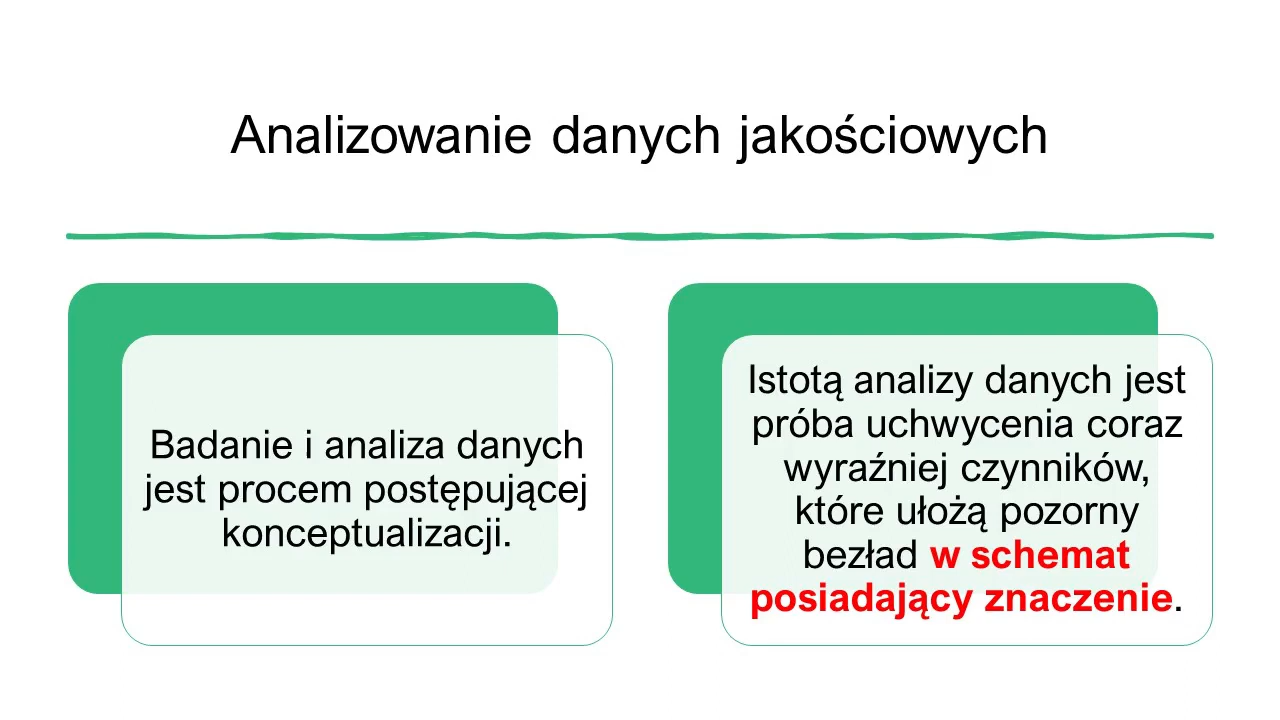 Analizowanie danych jakościowych
Badanie i analiza danych
jest procem postępującej
konceptualizacji.
Istotą analizy danych jest
próba uchwycenia coraz
wyraźniej czynników,
które ułożą pozorny
bezład w schemat
posiadający znaczenie.